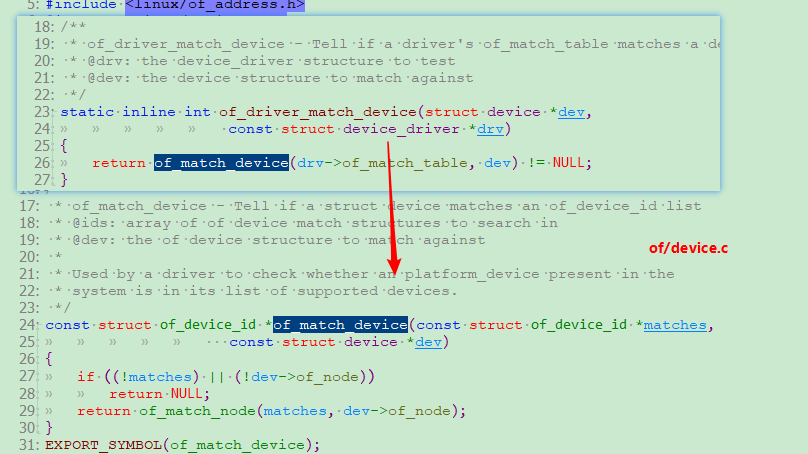 5: #include <linux/of_address.h>
18: /**
19: * of_driver_match_device - Tell if a driver's of_match_table matches a de
20: * @drv: the device_driver structure to test
21: * @dev: the device structure to match against
22: */
23: static inline int of_driver_match_device(struct device *dev,
24: const struct device_driver *drv)
25: {
26: return of_match_device(drv->of_match_table, dev) != NULL;
27: }
17: * of_match_device - Tell if a struct device matches an of_device_id list
18: * @ids: array of of device match structures to search in
19: * @dev: the of device structure to match against
of/device.c
20: *
21: * Used by a driver to check whether an platform_device present in the
22: * system is in its list of supported devices.
23: */
24: const struct of_device_id *of_match_device(const struct of_device_id *matches,
25: const struct device *dev)
26: {
27: if ((!matches) || (!dev->of_node))
28: return NULL;
29: return of_match_node(matches, dev->of_node);
30: }
31: EXPORT_SYMBOL(of_match_device);